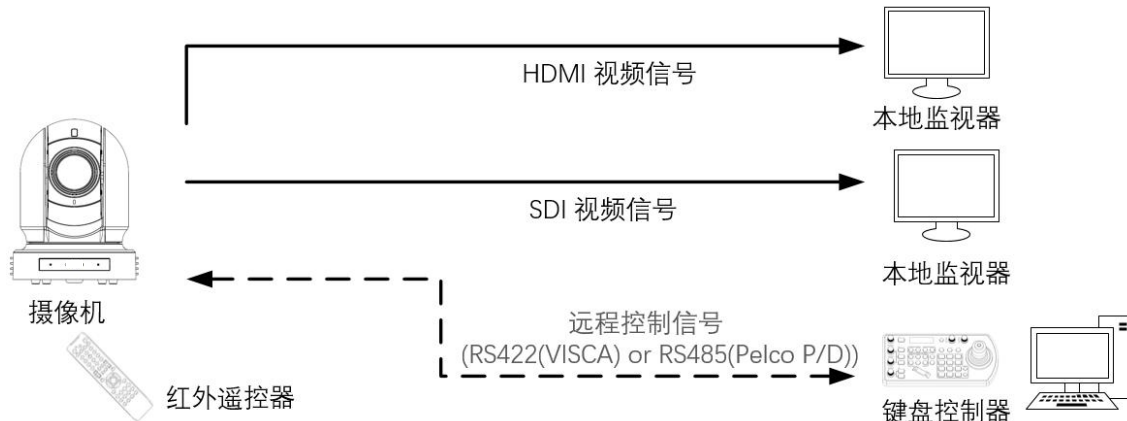 HDMI 视频信号
本地监视器
SDI 视频信号
本地监视器
摄像机
远程控制信号
(RS422(VISCA) or RS485(Pelco P/D))
红外遥控器
键盘控制器